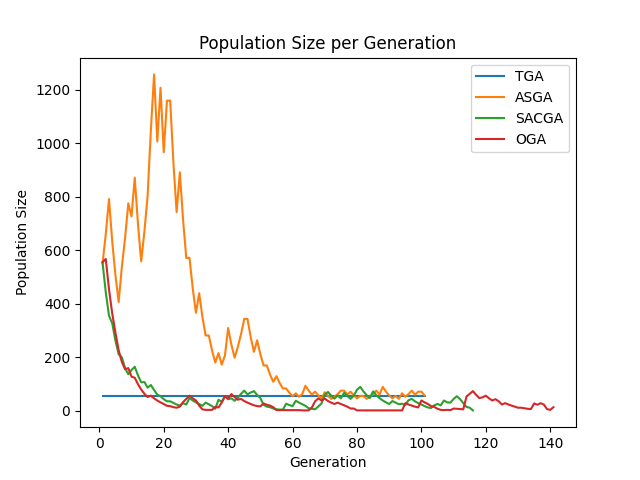 Population Size per Generation
TGA
ASGA
SACGA
OGA
Population Size
1200
1000
800
600
400
200
0
0 20 40 60 80 100 120 140
Generation